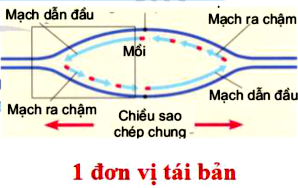 Mạch dẫn đầu
Mạch ra chậm
Mồi
Mạch ra chậm
Mạch dẫn đầu
Chiều sao
chép chung
1 đơn vị tái bản